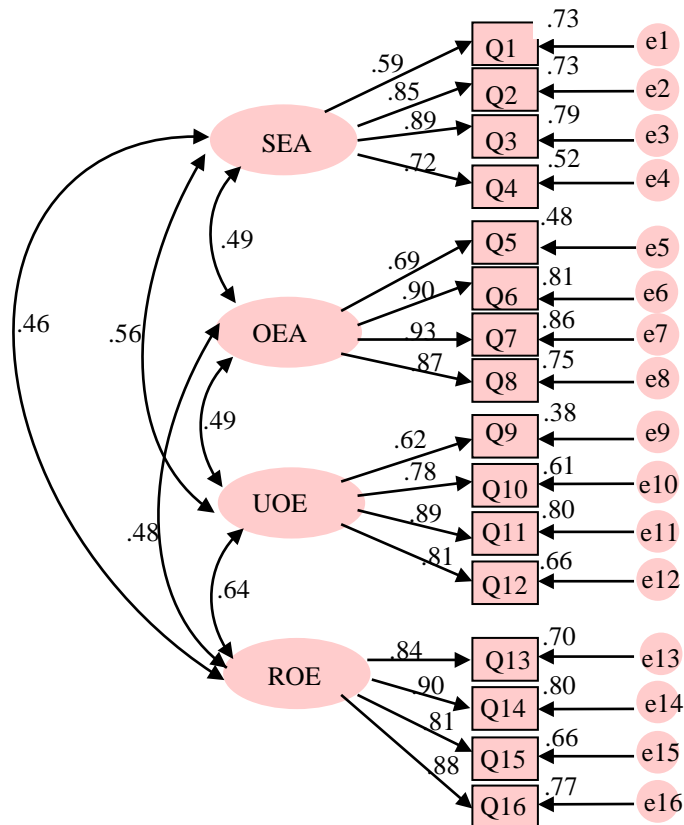 .73
Q1
e1
.59
.73
Q2
e2
.85
.79
Q3
e3
.89
SEA
.52
Q4
e4
.72
.48
Q5
e5
.49
.69
.81
Q6
e6
.90
.46
.56
OEA
.93
Q7
.86
e7
.87
Q8
.75
e8
.38
Q9
e9
.49
.62
.61
Q10
e10
.78
UOE
.89
Q11
.80
e11
.48
.81
Q12
.66
e12
.64
.70
Q13
e13
.84
ROE
.80
Q14
e14
.90
.81
Q15
.66
e15
.88
Q16
.77
e16